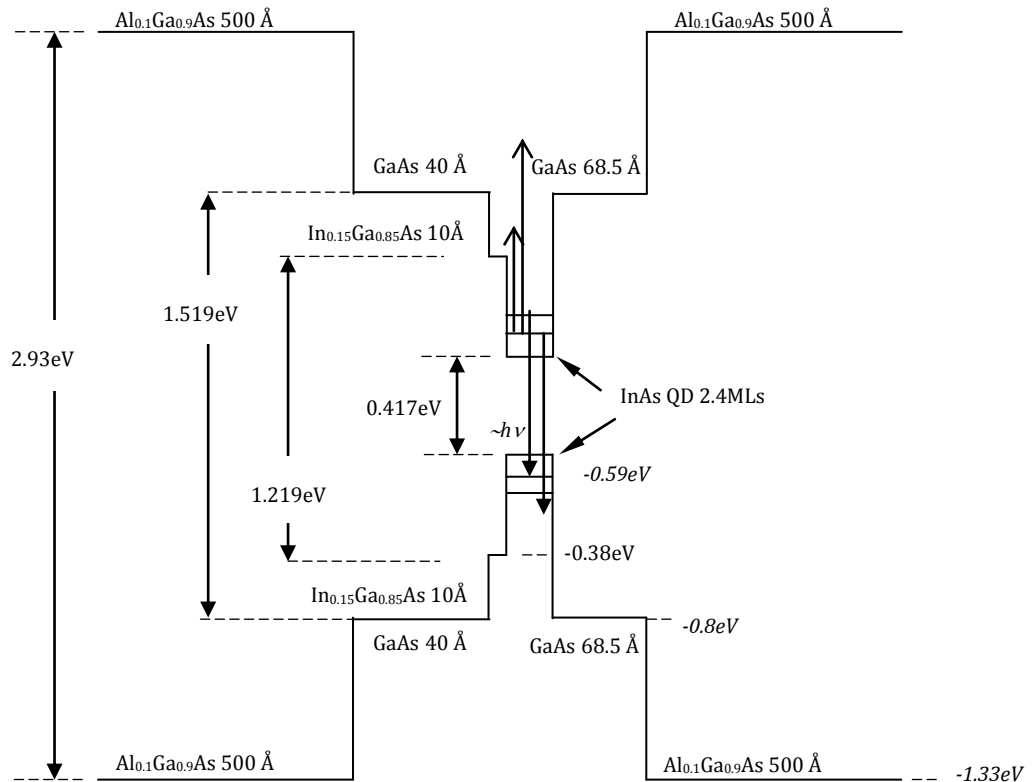 Al0.1Ga0.9As 500 Å
Al0.1Ga0.9As 500 Å
GaAs 40 Å
GaAs 68.5 Å
In0.15Ga0.85As 10Å
1.519eV
2.93eV
InAs QD 2.4MLs
0.417eV
~hν
-0.59eV
1.219eV
-0.38eV
In0.15Ga0.85As 10Å
-0.8eV
GaAs 40 Å
GaAs 68.5 Å
Al0.1Ga0.9As 500 Å
Al0.1Ga0.9As 500 Å
-1.33eV